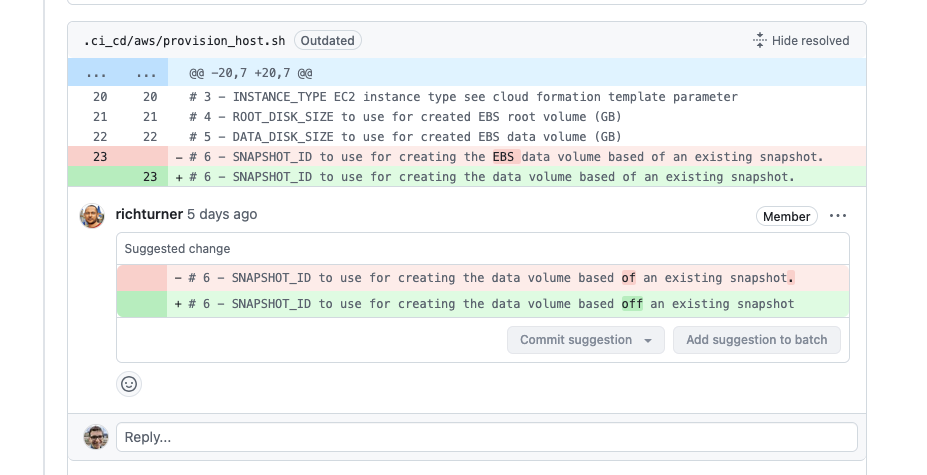 .ci_cd/aws/provision_host.sh Outdated Hide resolved
... ... @@ -20,7 +20,7 @@
20 20 # 3 - INSTANCE_TYPE EC2 instance type see cloud formation template parameter
21 21 # 4 - ROOT_DISK_SIZE to use for created EBS root volume (GB)
22 22 # 5 - DATA_DISK_SIZE to use for created EBS data volume (GB)
23 - # 6 - SNAPSHOT_ID to use for creating the EBS data volume based of an existing snapshot.
23 + # 6 - SNAPSHOT_ID to use for creating the data volume based of an existing snapshot.
richturner 5 days ago Member ...
Suggested change
- # 6 - SNAPSHOT_ID to use for creating the data volume based of an existing snapshot.
+ # 6 - SNAPSHOT_ID to use for creating the data volume based off an existing snapshot
Commit suggestion Add suggestion to batch
Reply...